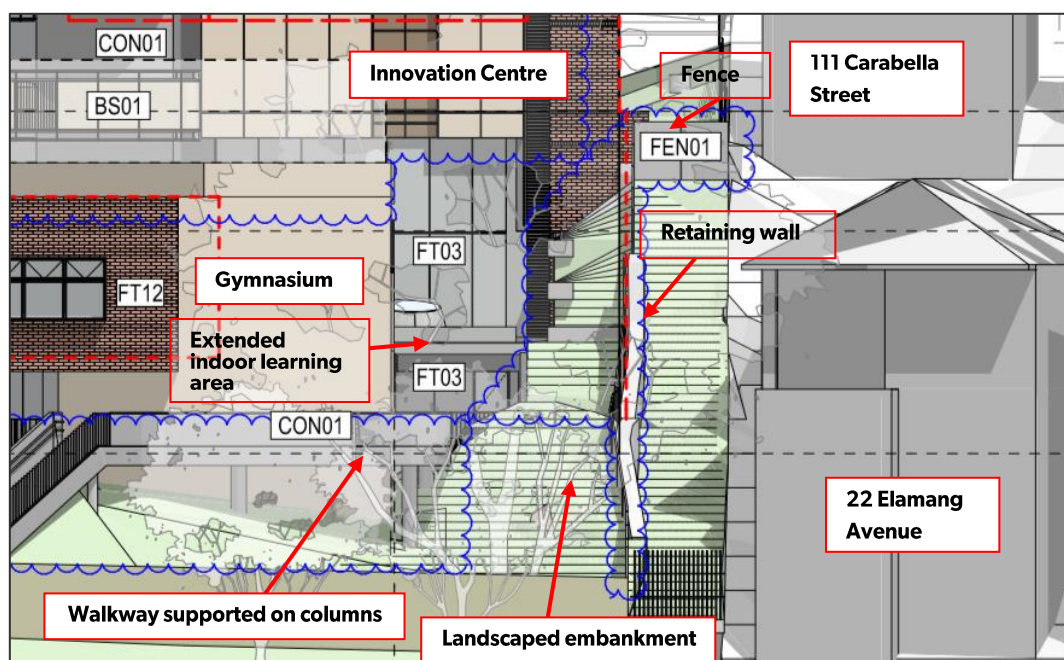 CON01
Innovation Centre
Fence
111 Carabella
Street
BS01
FEN01
FT03
Retaining wall
Gymnasium
FT12
Extended
indoor learning
area
FT03
CON01
22 Elamang
Avenue
Walkway supported on columns
Landscaped embankment